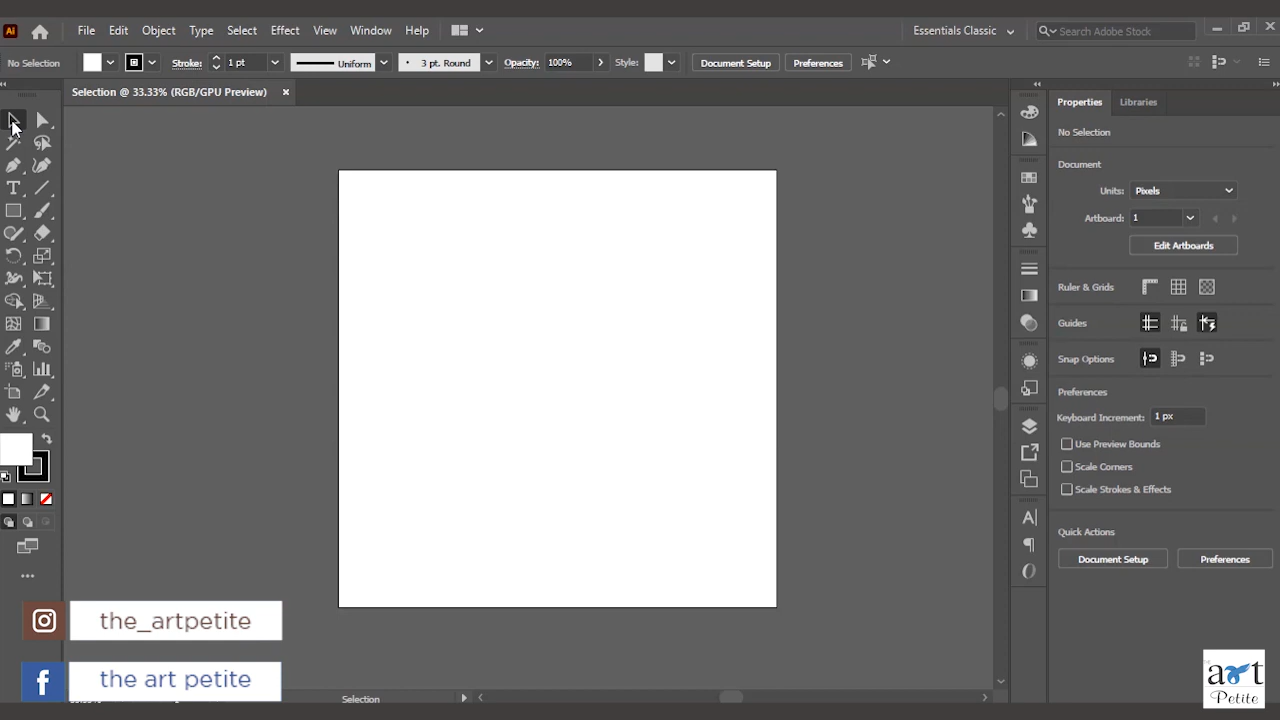 Ai File Edit Object Type Select Effect View Window Help Essentials Classic Search Adobe Stock
No Selection Stroke: 1 pt Uniform 3 pt. Round Opacity: 100% Style: Document Setup Preferences
Selection @ 33.33% (RGB/GPU Preview)
Properties Libraries
No Selection
Document
Units: Pixels
Artboard: 1
Edit Artboards
Ruler & Grids
Guides
Snap Options
Preferences
Keyboard Increment: 1 px
Use Preview Bounds
Scale Corners
Scale Strokes & Effects
Quick Actions
Document Setup Preferences
the_artpetite
the art petite
Selection
art
Petite